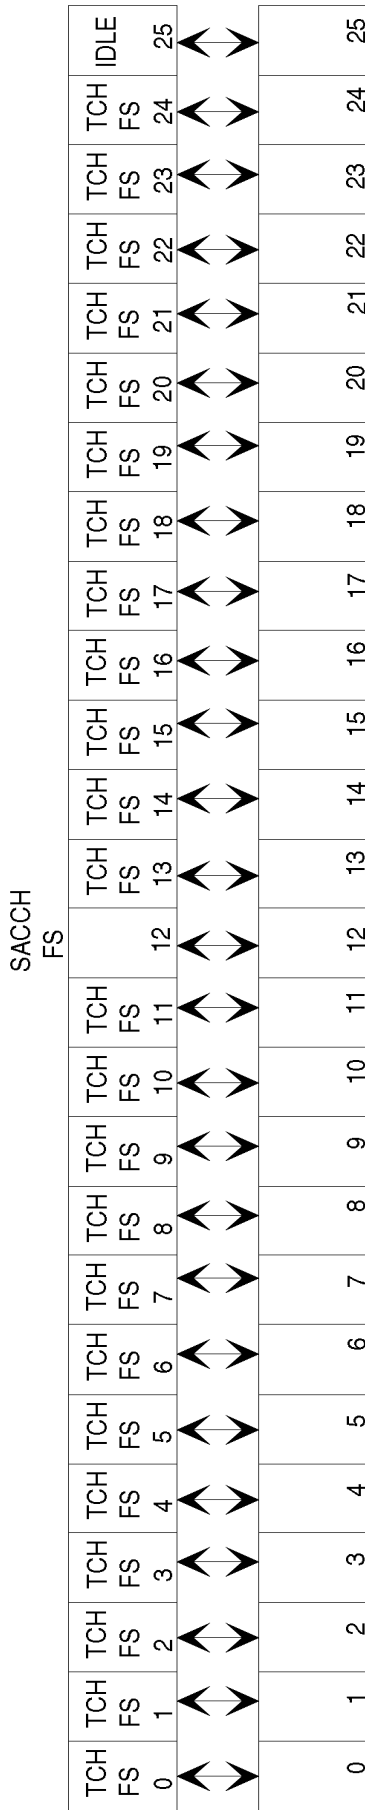 SACCH
FS
TCH TCH TCH TCH TCH TCH TCH TCH TCH TCH TCH TCH TCH TCH TCH TCH TCH TCH TCH TCH TCH TCH TCH TCH IDLE
FS FS FS FS FS FS FS FS FS FS FS FS FS FS FS FS FS FS FS FS FS FS FS FS
0 1 2 3 4 5 6 7 8 9 10 11 12 13 14 15 16 17 18 19 20 21 22 23 24 25
0 1 2 3 4 5 6 7 8 9 10 11 12 13 14 15 16 17 18 19 20 21 22 23 24 25